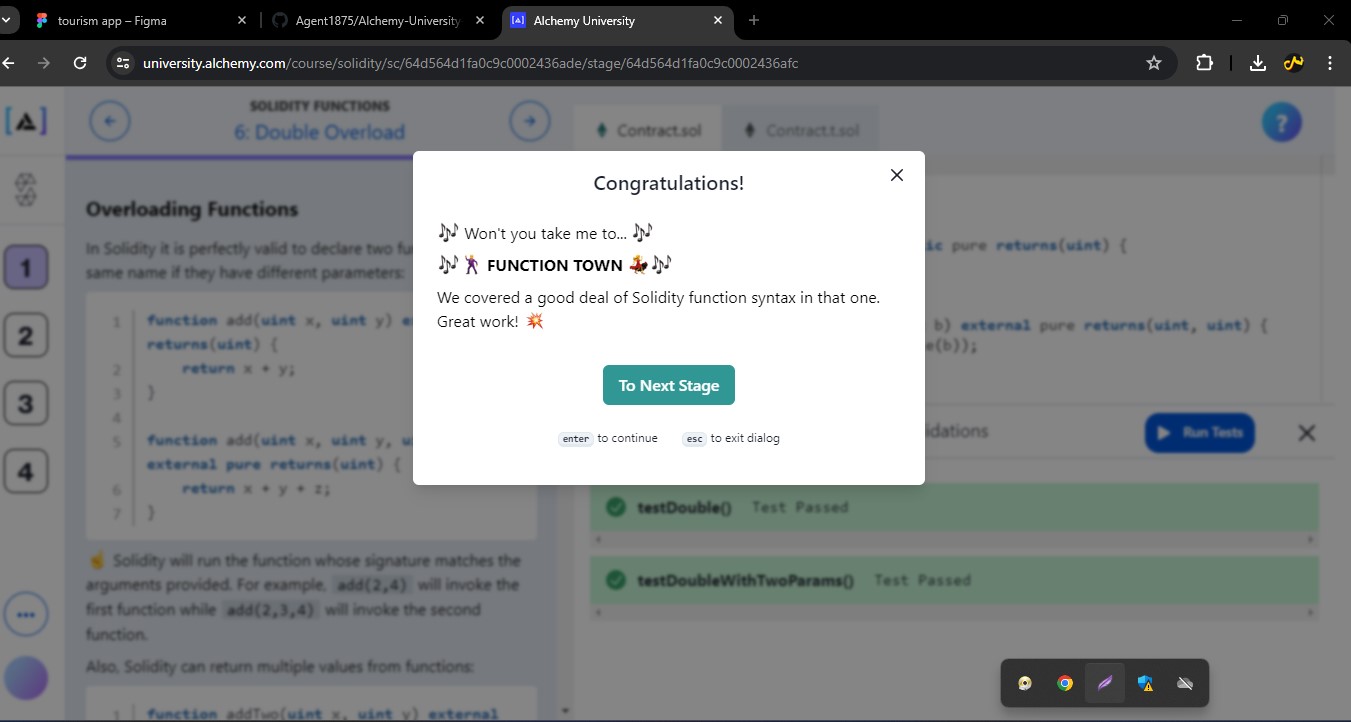 tourism app – Figma
Agent1875/Alchemy-University
Alchemy University
university.alchemy.com/course/solidity/sc/64d564d1fa0c9c0002436ade/stage/64d564d1fa0c9c0002436afc
SOLIDITY FUNCTIONS
6: Double Overload
Contract.sol
Contract.t.sol
?
1
2
3
4
Overloading Functions
In Solidity it is perfectly valid to declare two fu
same name if they have different parameters:
1 function add(uint x, uint y) e
returns(uint) {
2 return x + y;
3 }
4
5 function add(uint x, uint y, u
external pure returns(uint) {
6 return x + y + z;
7 }
☝ Solidity will run the function whose signature matches the
arguments provided. For example, add(2,4) will invoke the
first function while add(2,3,4) will invoke the second
function.
Also, Solidity can return multiple values from functions:
1 function addTwo(uint x, uint y) external
Congratulations!
🎶 Won't you take me to... 🎶
🎶🕺 FUNCTION TOWN 💃🎶
We covered a good deal of Solidity function syntax in that one.
Great work! 💥
To Next Stage
enter to continue esc to exit dialog
ic pure returns(uint) {
b) external pure returns(uint, uint) {
e(b));
idations
Run Tests
testDouble() Test Passed
testDoubleWithTwoParams() Test Passed